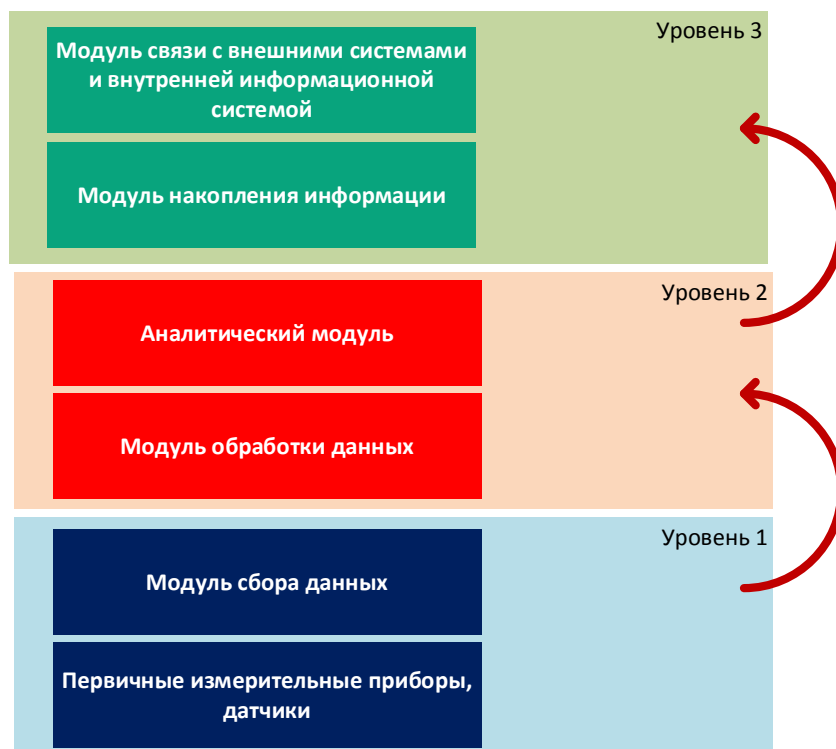 Уровень 3
Модуль связи с внешними системами
и внутренней информационной
системой
Модуль накопления информации
Уровень 2
Аналитический модуль
Модуль обработки данных
Уровень 1
Модуль сбора данных
Первичные измерительные приборы,
датчики